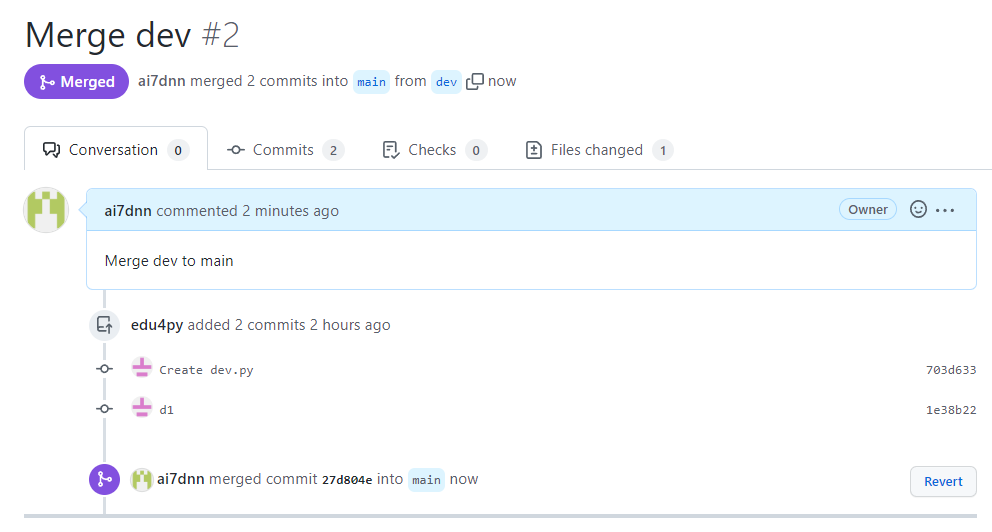 Merge dev #2
Merged ai7dnn merged 2 commits into main from dev now
Conversation 0 Commits 2 Checks 0 Files changed 1
ai7dnn commented 2 minutes ago Owner
Merge dev to main
edu4py added 2 commits 2 hours ago
Create dev.py 703d633
d1 1e38b22
ai7dnn merged commit 27d804e into main now Revert